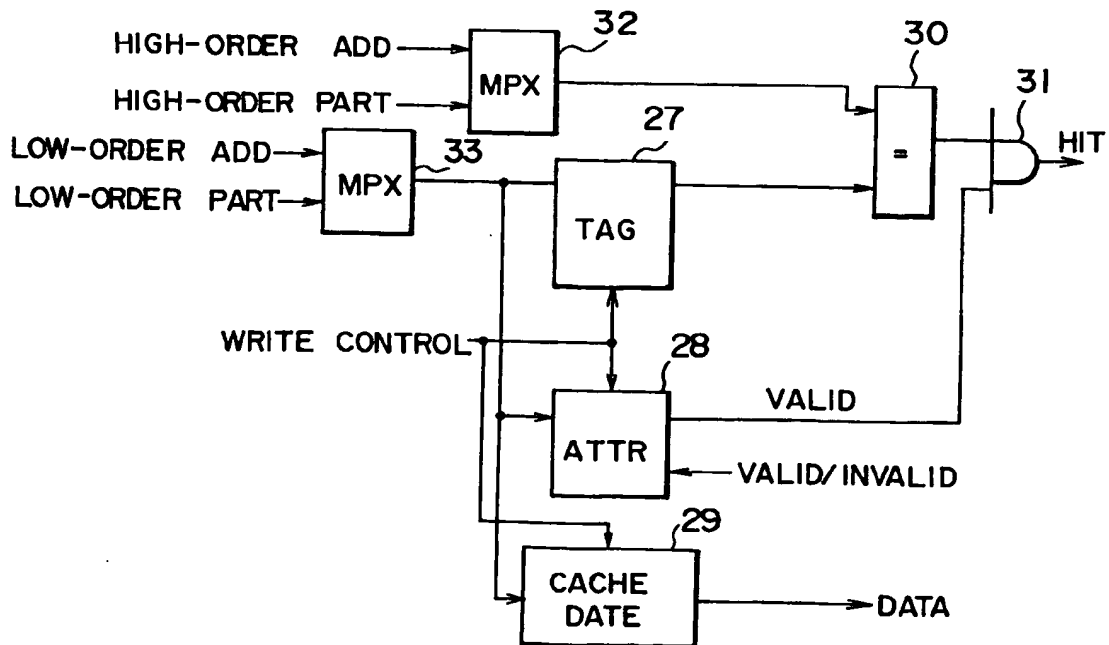 HIGH-ORDER ADD
HIGH-ORDER PART
MPX
32
30
31
HIT
=
LOW-ORDER ADD
LOW-ORDER PART
MPX
33
27
TAG
WRITE CONTROL
28
ATTR
VALID
VALID/INVALID
29
CACHE
DATE
DATA